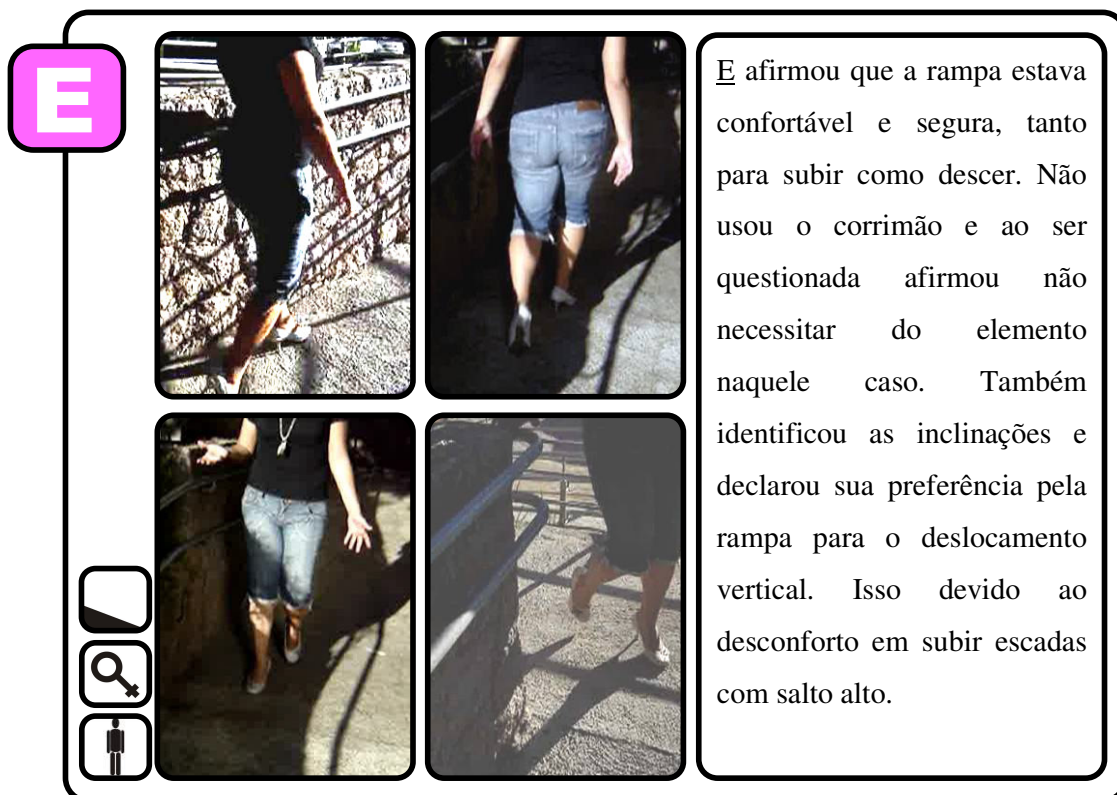 E
E afirmou que a rampa estava
confortável e segura, tanto
para subir como descer. Não
usou o corrimão e ao ser
questionada afirmou não
necessitar do elemento
naquele caso. Também
identificou as inclinações e
declarou sua preferência pela
rampa para o deslocamento
vertical. Isso devido ao
desconforto em subir escadas
com salto alto.